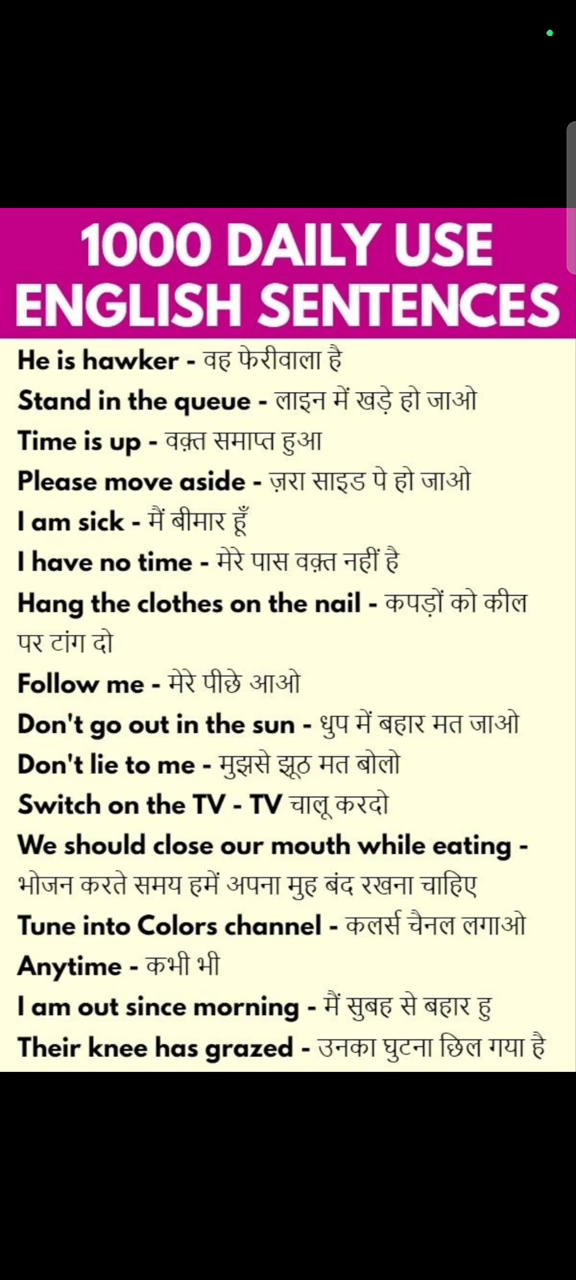 1000 DAILY USE
ENGLISH SENTENCES
He is hawker - वह फेरीवाला है
Stand in the queue - लाइन में खड़े हो जाओ
Time is up - वक़्त समाप्त हुआ
Please move aside - ज़रा साइड पे हो जाओ
I am sick - मैं बीमार हूँ
I have no time - मेरे पास वक़्त नहीं है
Hang the clothes on the nail - कपड़ों को कील
पर टांग दो
Follow me - मेरे पीछे आओ
Don't go out in the sun - धुप में बहार मत जाओ
Don't lie to me - मुझसे झूठ मत बोलो
Switch on the TV - TV चालू करदो
We should close our mouth while eating -
भोजन करते समय हमें अपना मुह बंद रखना चाहिए
Tune into Colors channel - कलर्स चैनल लगाओ
Anytime - कभी भी
I am out since morning - मैं सुबह से बहार हु
Their knee has grazed - उनका घुटना छिल गया है